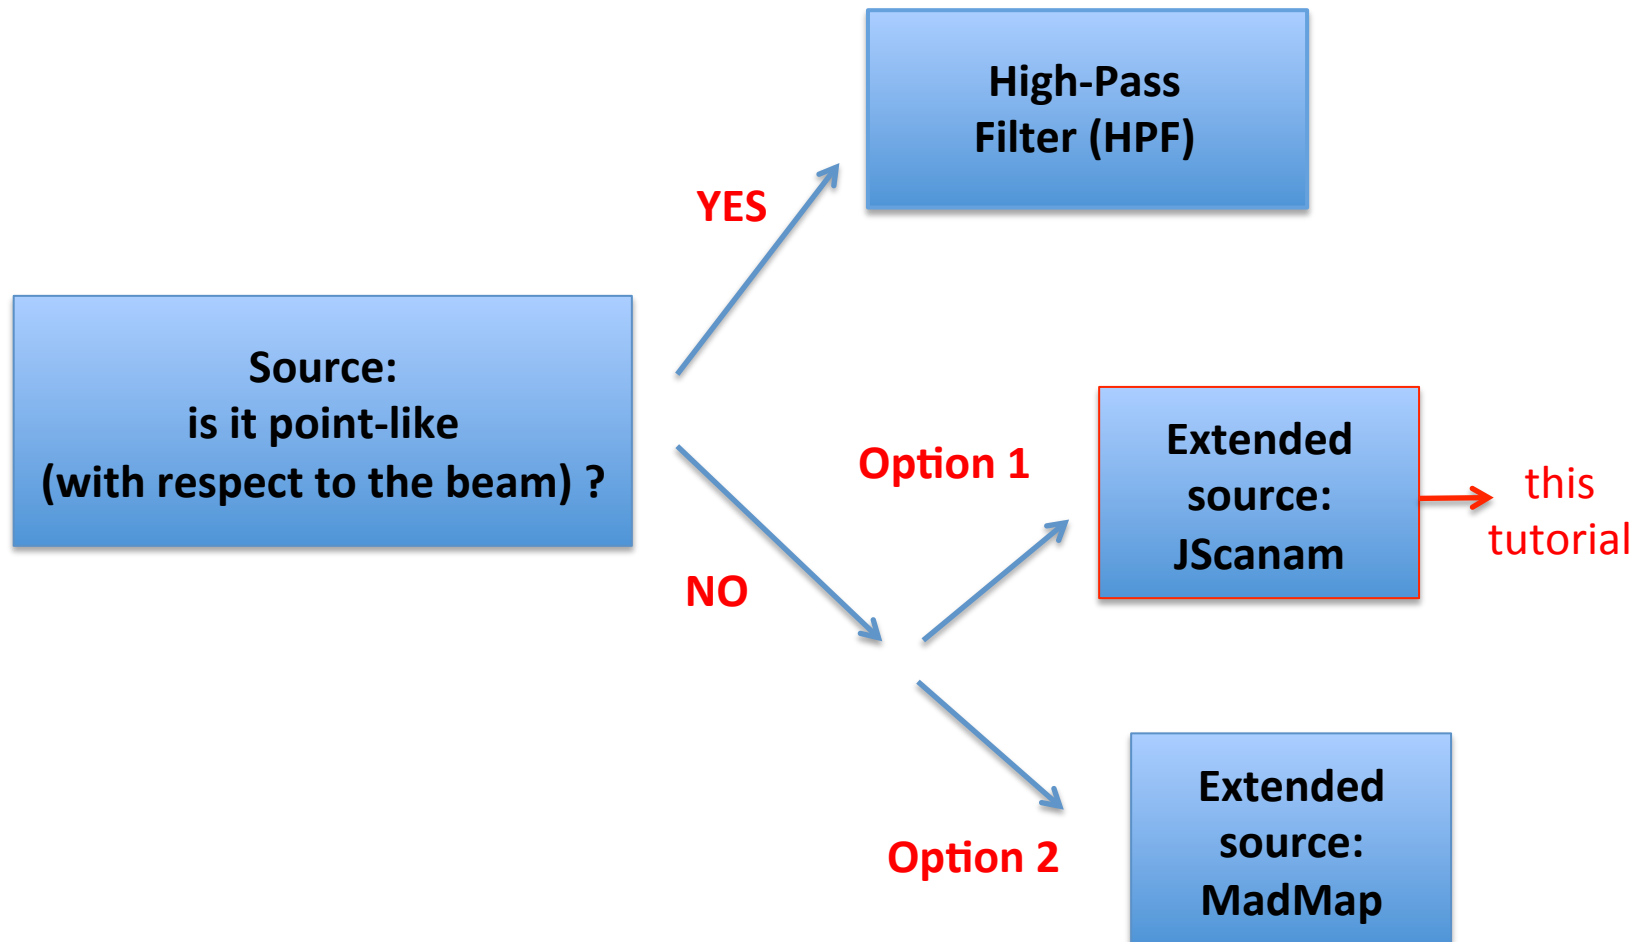 High-Pass
Filter (HPF)
YES
Source:
is it point-like
(with respect to the beam) ?
Option 1
Extended
source:
JScanam
this
tutorial
NO
Option 2
Extended
source:
MadMap